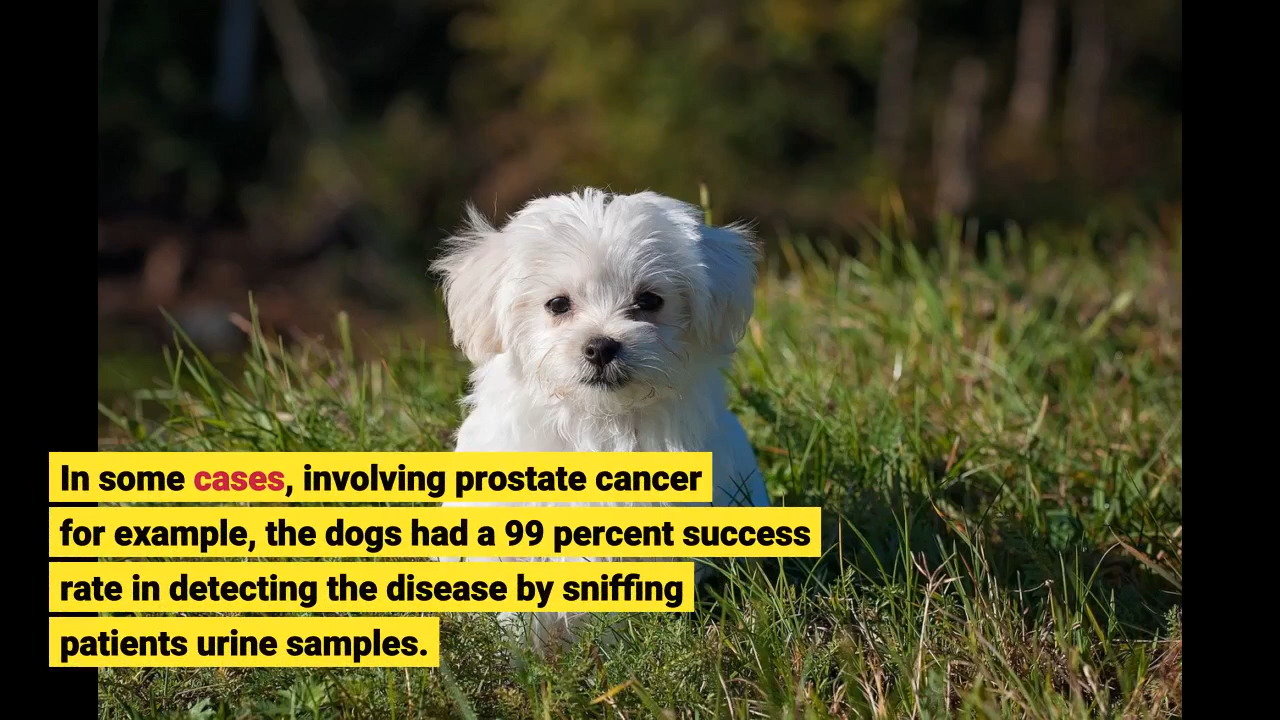 In some cases, involving prostate cancer
for example, the dogs had a 99 percent success
rate in detecting the disease by sniffing
patients urine samples.